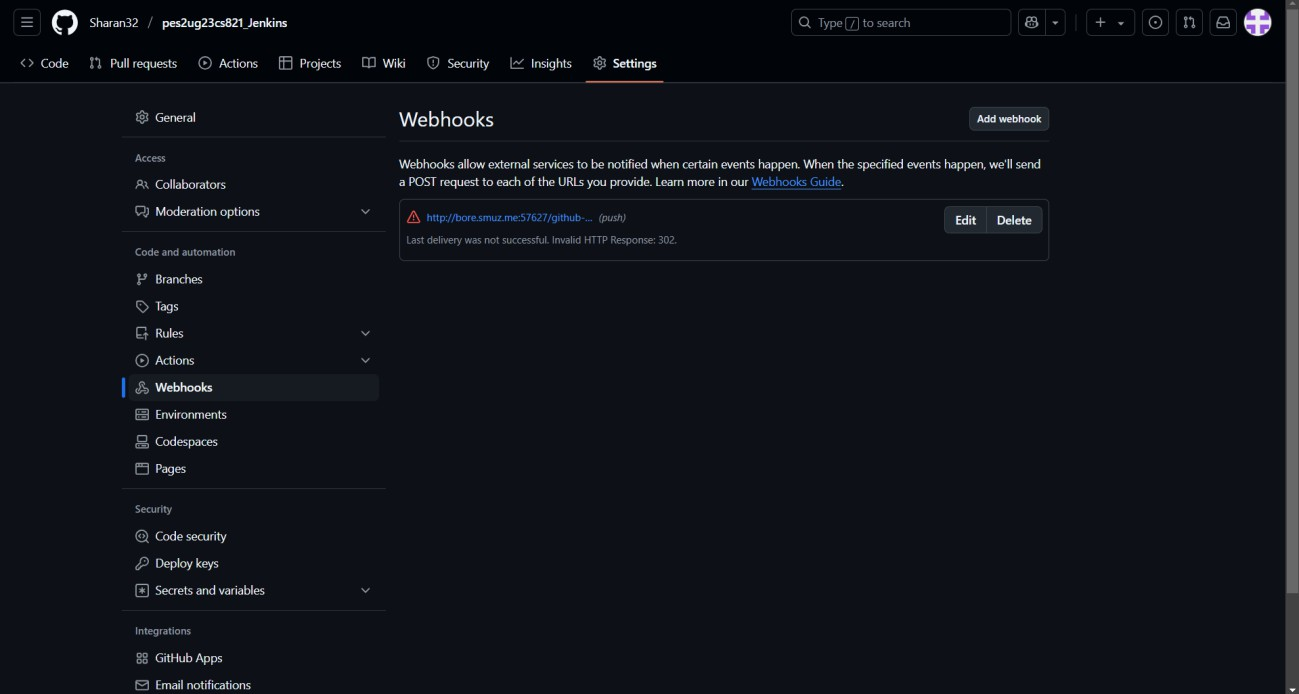 Sharan32 / pes2ug23cs821_Jenkins
Type / to search
Code
Pull requests
Actions
Projects
Wiki
Security
Insights
Settings
General
Access
Collaborators
Moderation options
Code and automation
Branches
Tags
Rules
Actions
Webhooks
Environments
Codespaces
Pages
Security
Code security
Deploy keys
Secrets and variables
Integrations
GitHub Apps
Email notifications
Webhooks
Add webhook
Webhooks allow external services to be notified when certain events happen. When the specified events happen, we'll send
a POST request to each of the URLs you provide. Learn more in our Webhooks Guide.
http://bore.smuz.me:57627/github-... (push)
Edit
Delete
Last delivery was not successful. Invalid HTTP Response: 302.